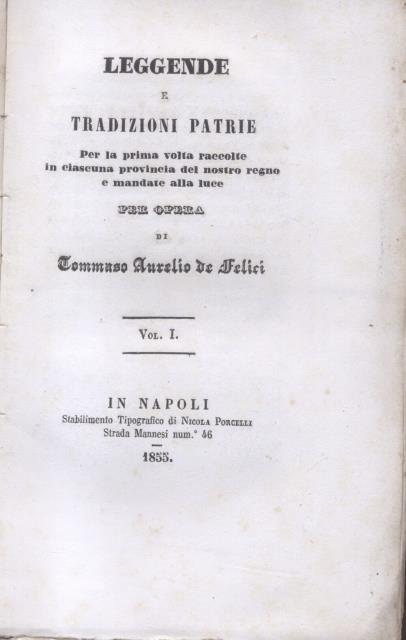 LEGGENDE
E
TRADIZIONI PATRIE
Per la prima volta raccolte
in ciascuna provincia del nostro regno
e mandate alla luce
PER OPERA
DI
Tommaso Aurelio de Felici
VOL. I.
IN NAPOLI
Stabilimento Tipografico di NICOLA PORCELLI
Strada Mannesi num.° 46
1855.